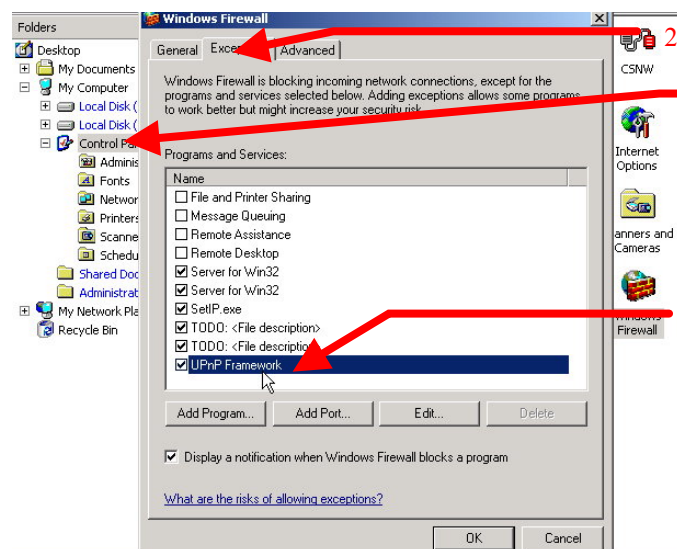 Folders
Desktop
My Documents
My Computer
Local Disk (
Local Disk (
Control Pa
Adminis
Fonts
Networ
Printers
Scanne
Schedu
Shared Doc
Administrat
My Network Pla
Recycle Bin
Windows Firewall
General Advanced
Windows Firewall is blocking incoming network connections, except for the
programs and services selected below. Adding exceptions allows some programs
to work better but might increase your security risk.
Programs and Services:
Name
File and Printer Sharing
Message Queuing
Remote Assistance
Remote Desktop
Server for Win32
Server for Win32
SetIP.exe
TODO: <File description>
TODO: <File description
UPnP Framework
Add Program... Add Port... Edit... Delete
Display a notification when Windows Firewall blocks a program
What are the risks of allowing exceptions?
OK Cancel
2
CSNW
Internet
Options
anners and
Cameras
Windows
Firewall